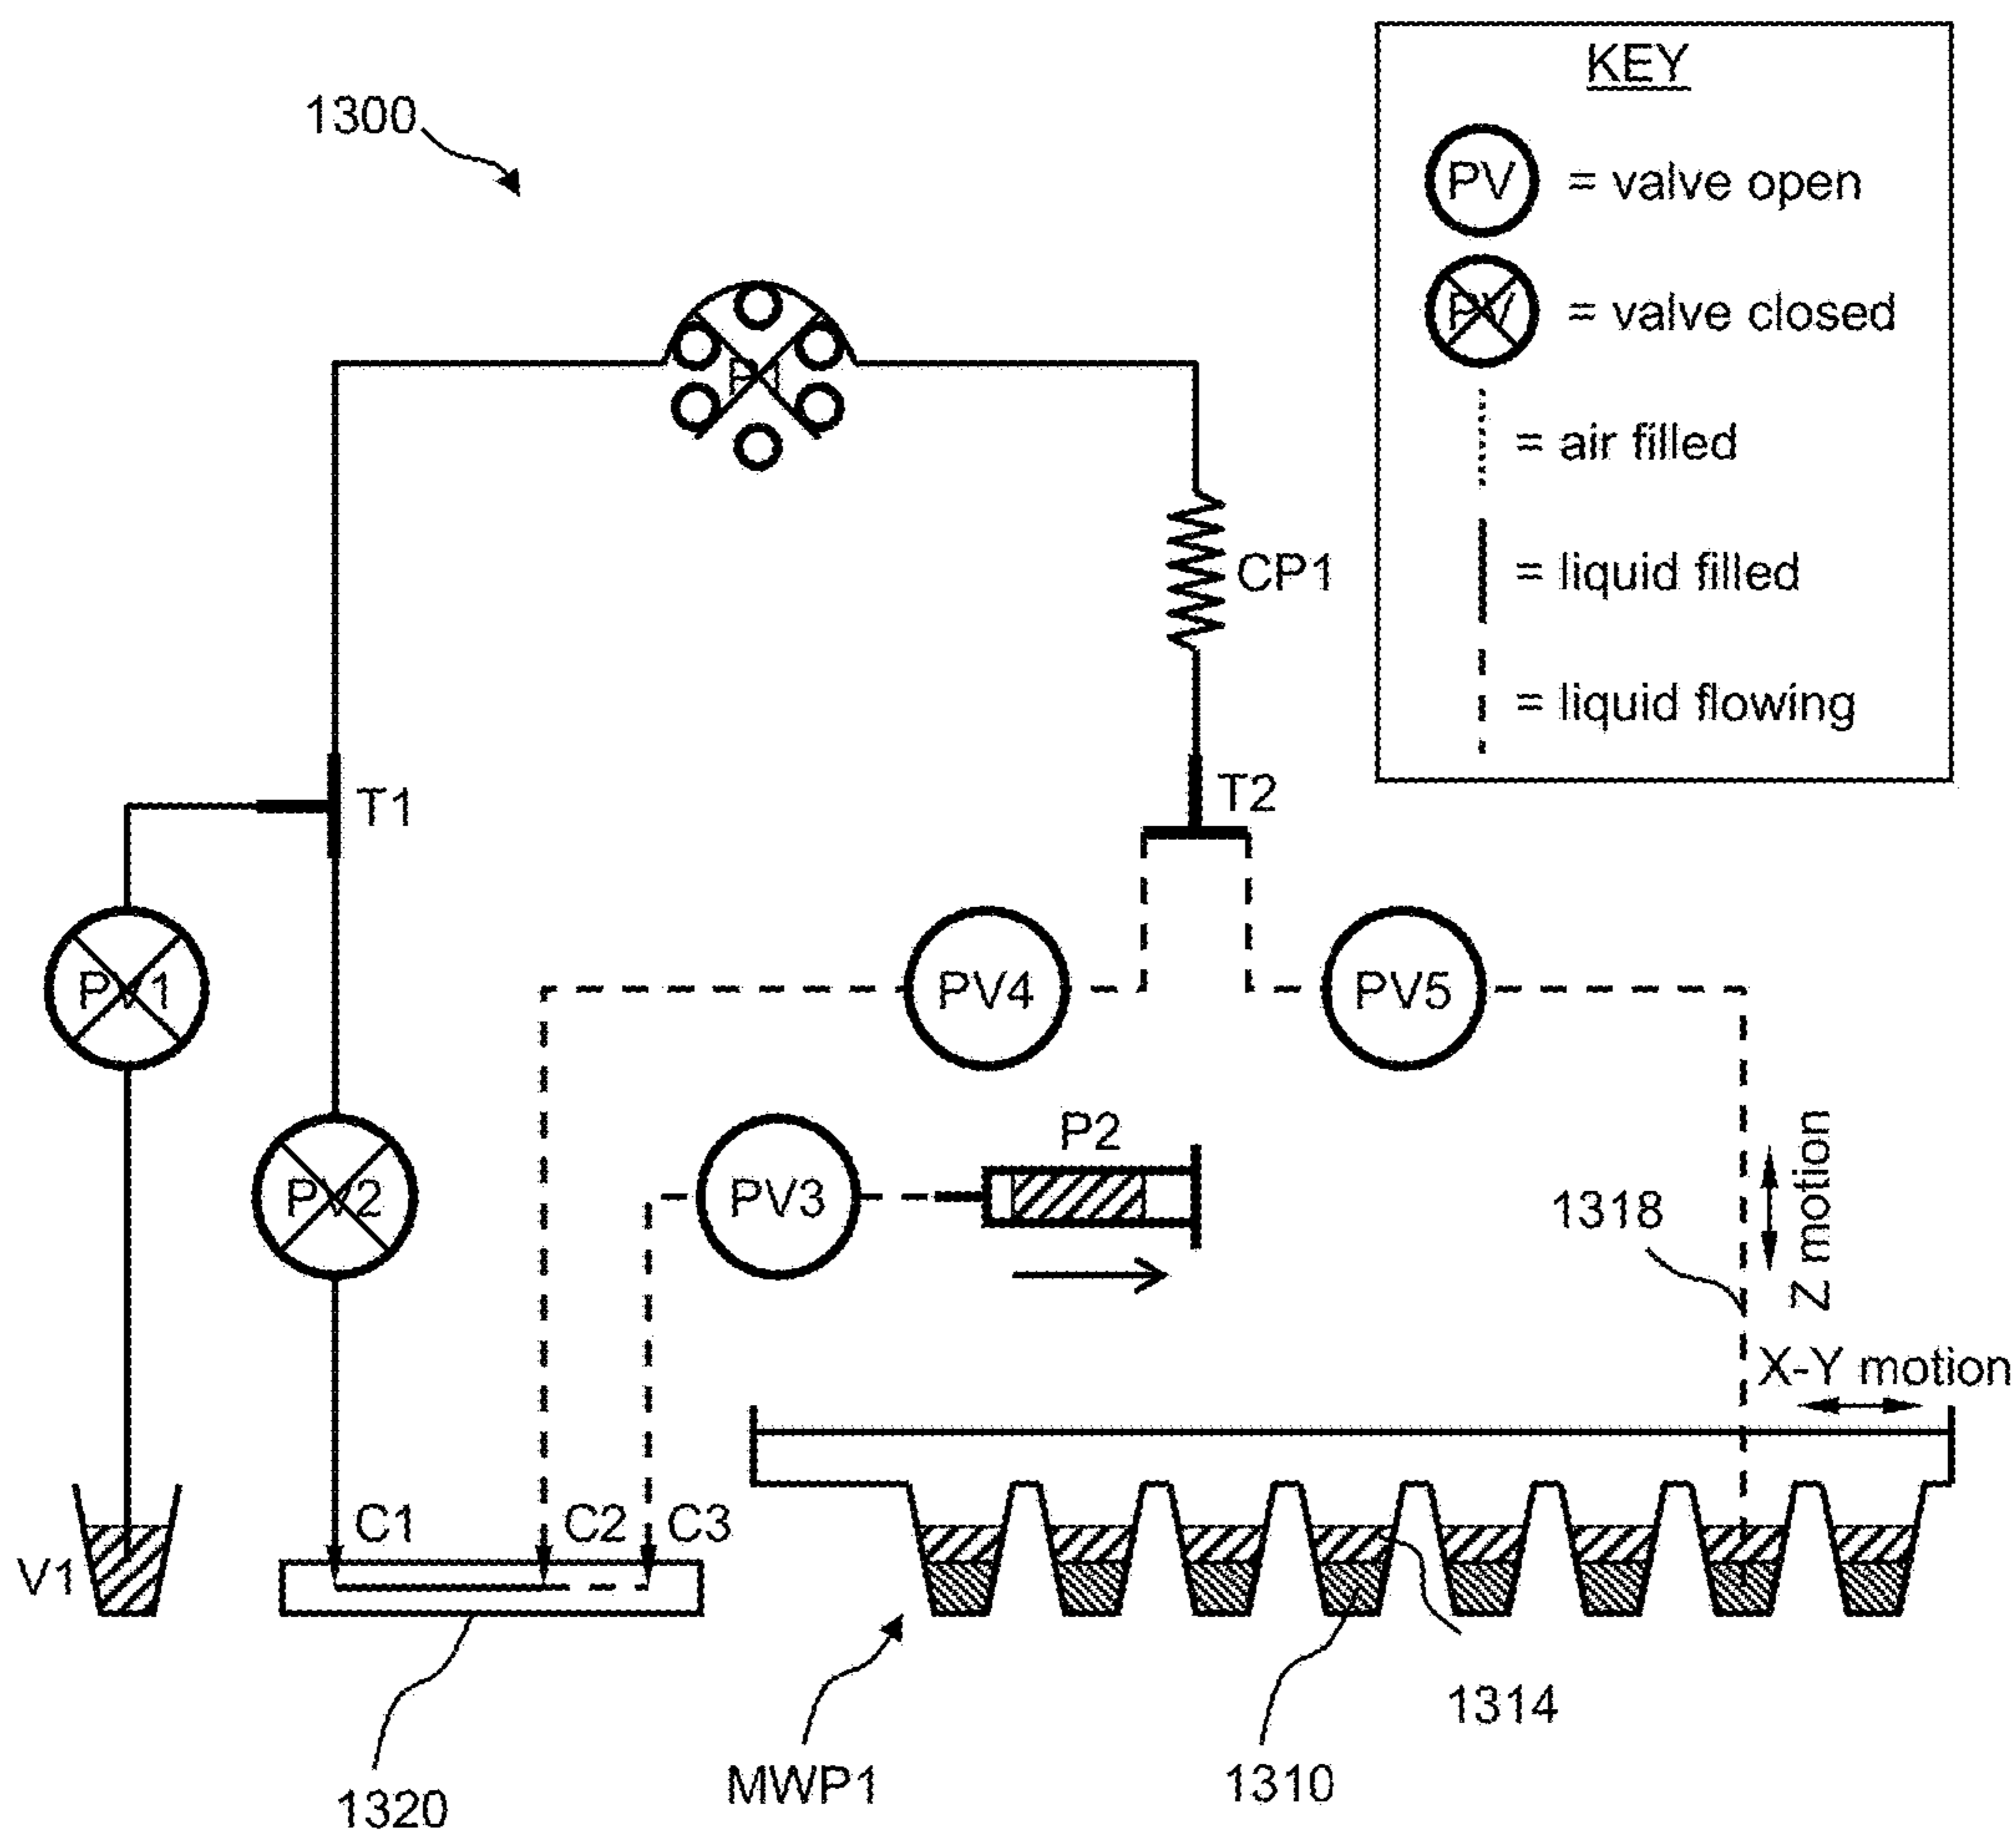 KEY
PV = valve open
PV = valve closed
= air filled
= liquid filled
= liquid flowing
1300
P1
CP1
T1
T2
PV1
PV4
PV5
P2
PV2
PV3
1318
Z motion
X-Y motion
C1
C2
C3
V1
1314
MWP1
1310
1320